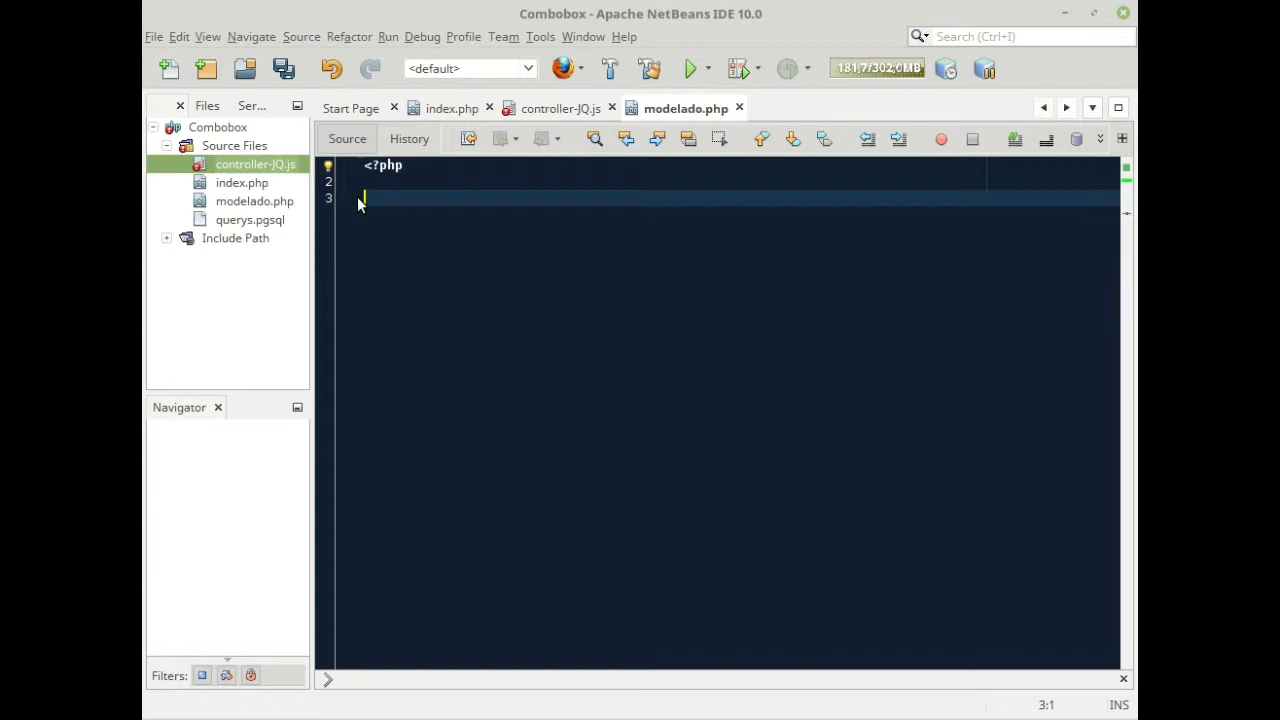 Combobox - Apache NetBeans IDE 10.0
File Edit View Navigate Source Refactor Run Debug Profile Team Tools Window Help
Search (Ctrl+I)
<default>
181,7/302,0MB
Files Ser...
Start Page index.php controller-JQ.js modelado.php
Combobox
Source Files
controller-JQ.js
index.php
modelado.php
querys.pgsql
Include Path
Source History
<?php
2
3
Navigator
Filters:
3:1 INS